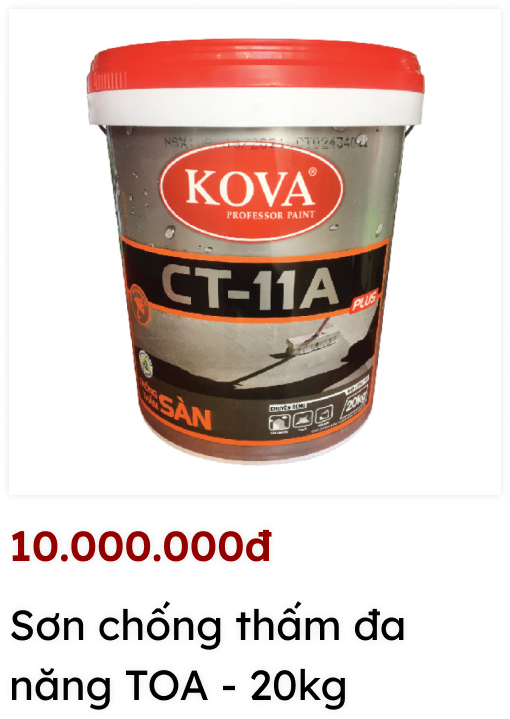 KOVA®
PROFESSOR PAINT
CT-11A
PLUS
SÀN
20kg
10.000.000đ
Sơn chống thấm đa
năng TOA - 20kg